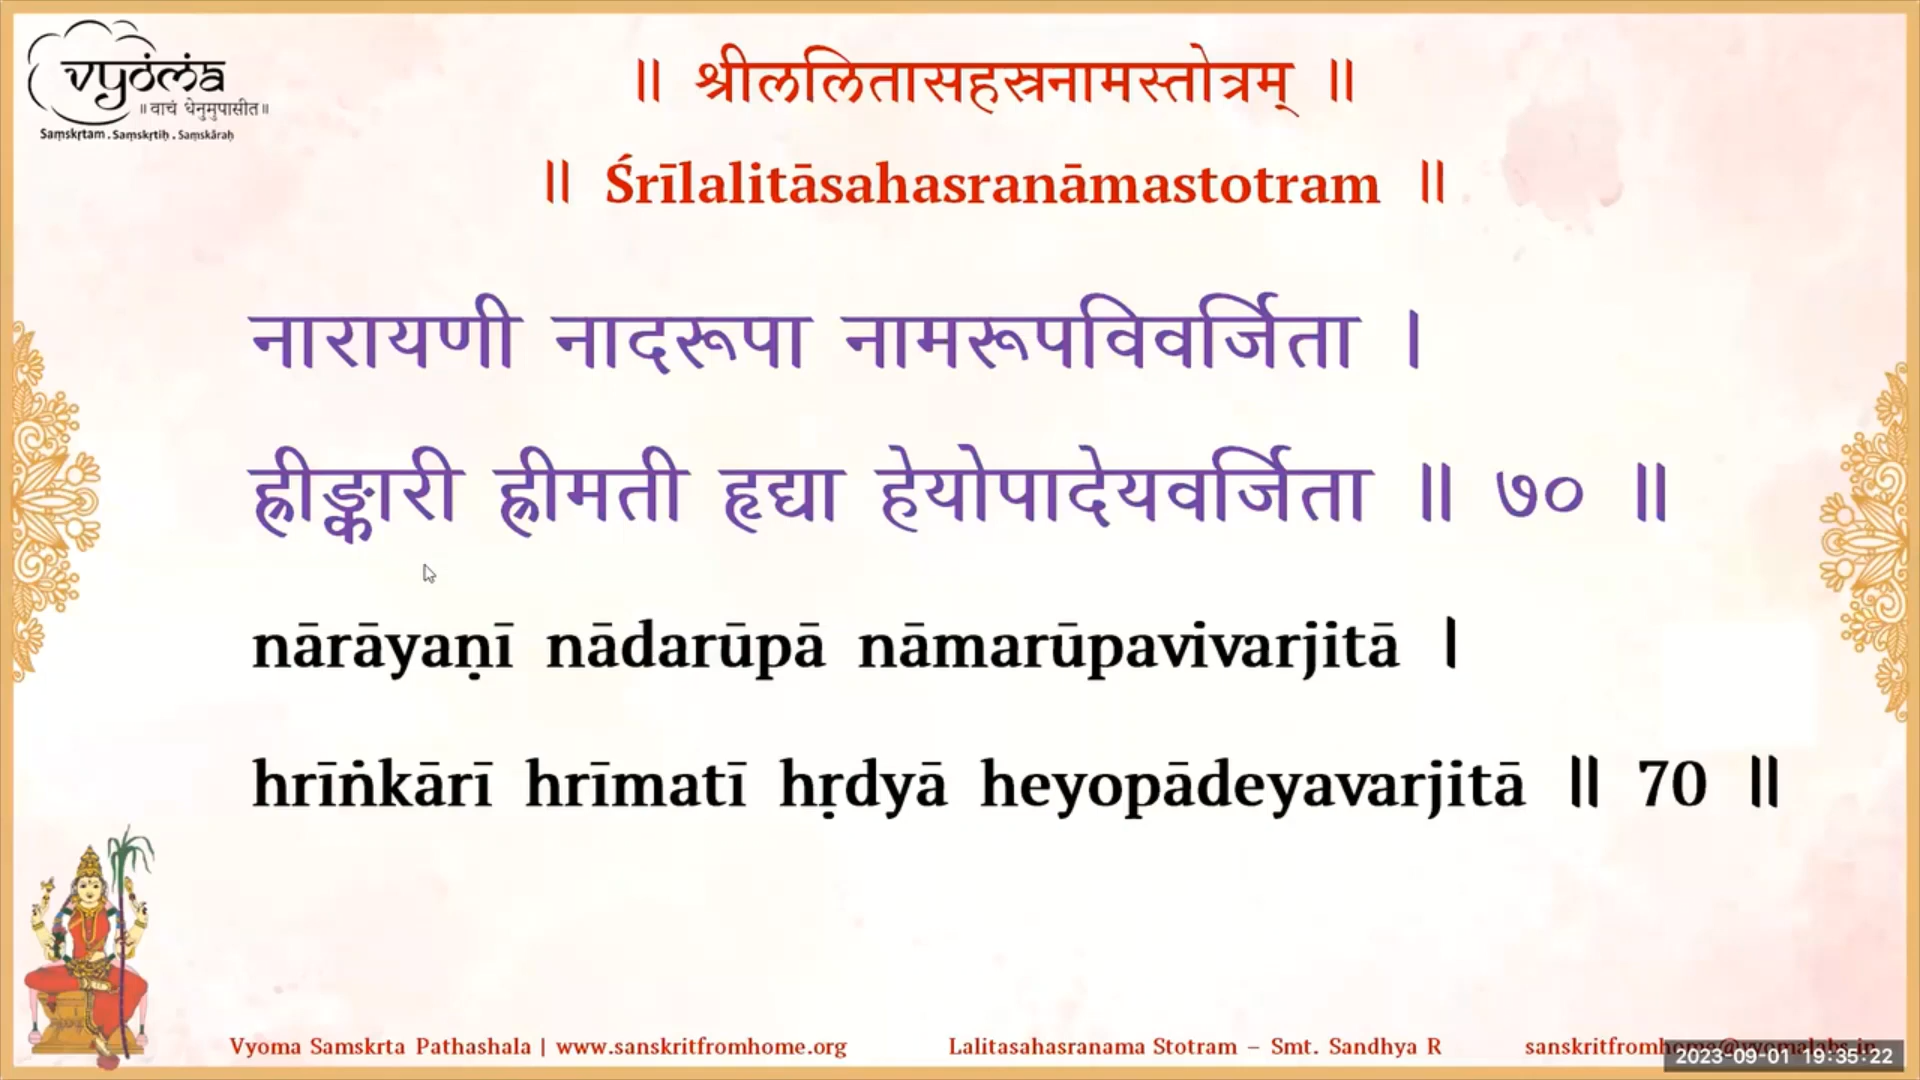 vyoma
॥ वाचं धेनुमुपासीत॥
Saṃskṛtam . Saṃskṛtiḥ . Saṃskāraḥ
॥ श्रीललितासहस्रनामस्तोत्रम् ॥
॥ Śrīlalitāsahasranāmastotram ॥
नारायणी नादरूपा नामरूपविवर्जिता ।
ह्रीङ्कारी ह्रीमती हृद्या हेयोपादेयवर्जिता ॥ ७० ॥
nārāyaṇī nādarūpā nāmarūpavivarjitā ।
hrīṅkārī hrīmatī hṛdyā heyopādeyavarjitā ॥ 70 ॥
Vyoma Samskrta Pathashala | www.sanskritfromhome.org Lalitasahasranama Stotram – Smt. Sandhya R
2023-09-01 19:35:22